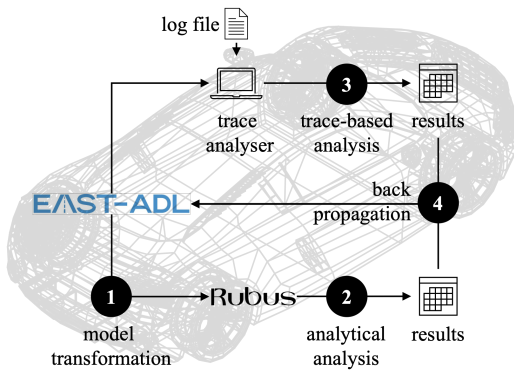 log file
3
trace
analyser
trace-based
analysis
results
back
propagation
4
EAST-ADL
1
Rubus
2
model
transformation
analytical
analysis
results